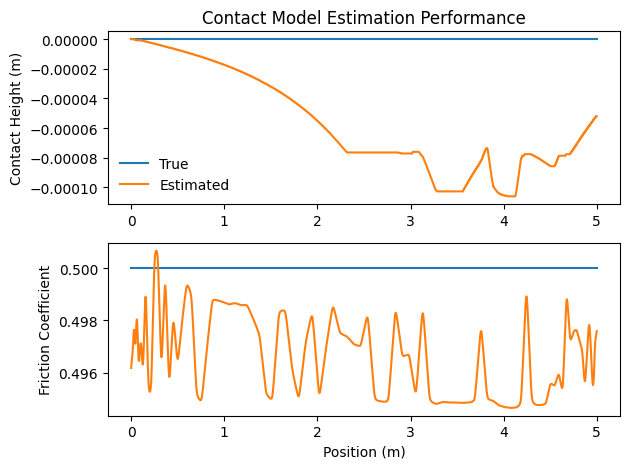 Contact Model Estimation Performance
Contact Height (m)
0.00000
−0.00002
−0.00004
−0.00006
−0.00008
−0.00010
True
Estimated
0 1 2 3 4 5
Friction Coefficient
0.500
0.498
0.496
0 1 2 3 4 5
Position (m)